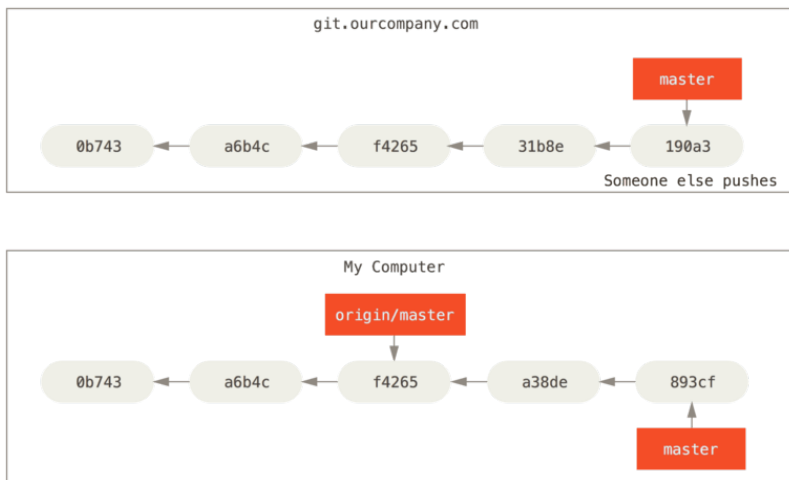 git.ourcompany.com
master
0b743 a6b4c f4265 31b8e 190a3
Someone else pushes
My Computer
origin/master
0b743 a6b4c f4265 a38de 893cf
master